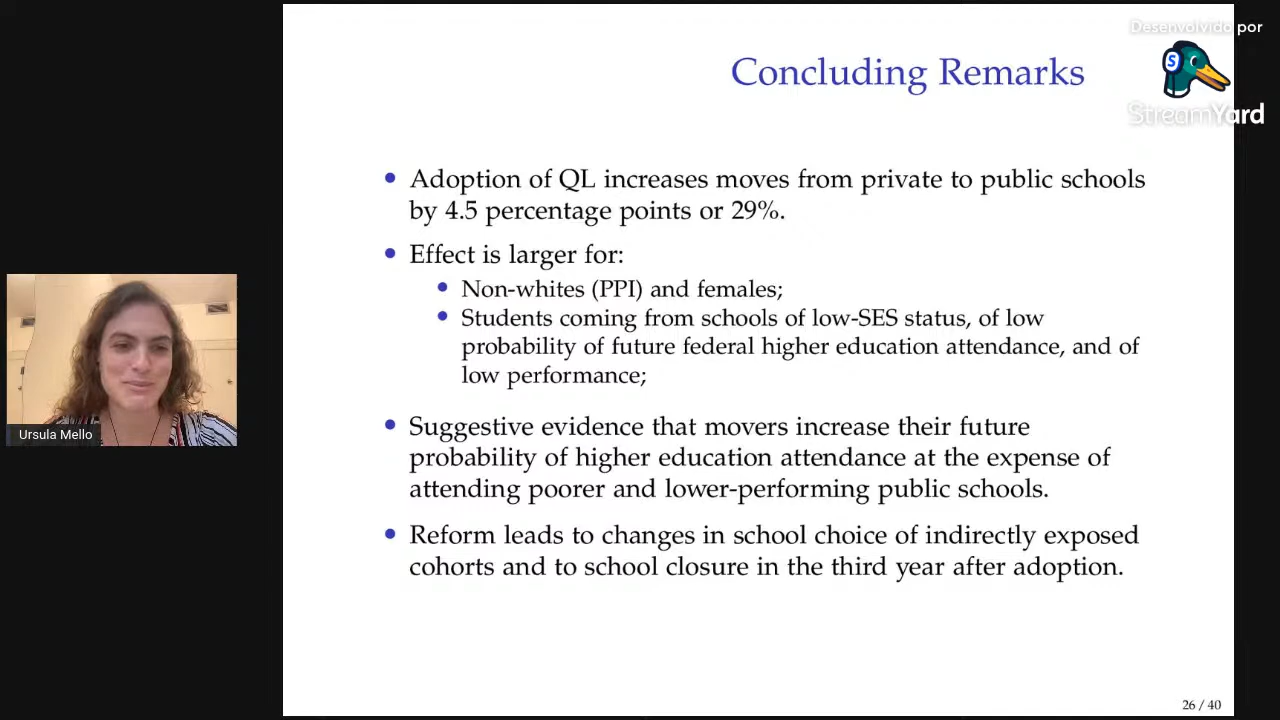 Desenvolvido por
StreamYard
Concluding Remarks
Adoption of QL increases moves from private to public schools
by 4.5 percentage points or 29%.
Effect is larger for:
Non-whites (PPI) and females;
Students coming from schools of low-SES status, of low
probability of future federal higher education attendance, and of
low performance;
Suggestive evidence that movers increase their future
probability of higher education attendance at the expense of
attending poorer and lower-performing public schools.
Reform leads to changes in school choice of indirectly exposed
cohorts and to school closure in the third year after adoption.
Ursula Mello
26 / 40